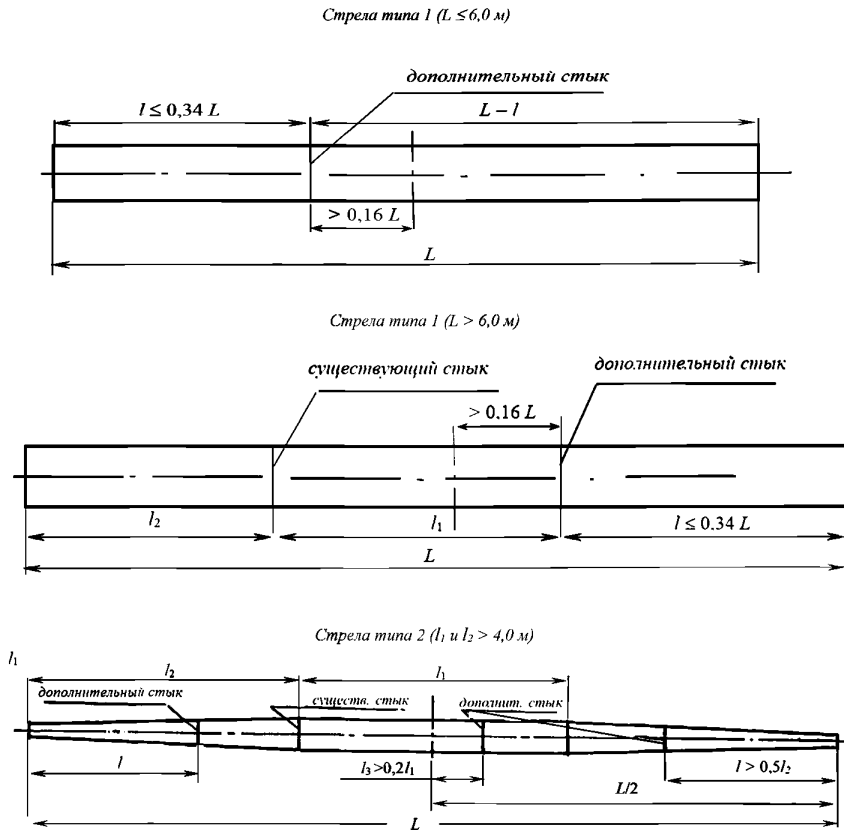 Стрела типа 1 (L ≤ 6,0 м)
дополнительный стык
l ≤ 0,34 L
L – l
> 0,16 L
L
Стрела типа 1 (L > 6,0 м)
существующий стык
дополнительный стык
> 0.16 L
l₂
l₁
l ≤ 0.34 L
L
Стрела типа 2 (l₁ и l₂ > 4,0 м)
l₁
l₂
l₁
дополнительный стык
существ. стык
дополнит. стык
l
l₃>0,2l₁
l > 0,5l₂
L/2
L